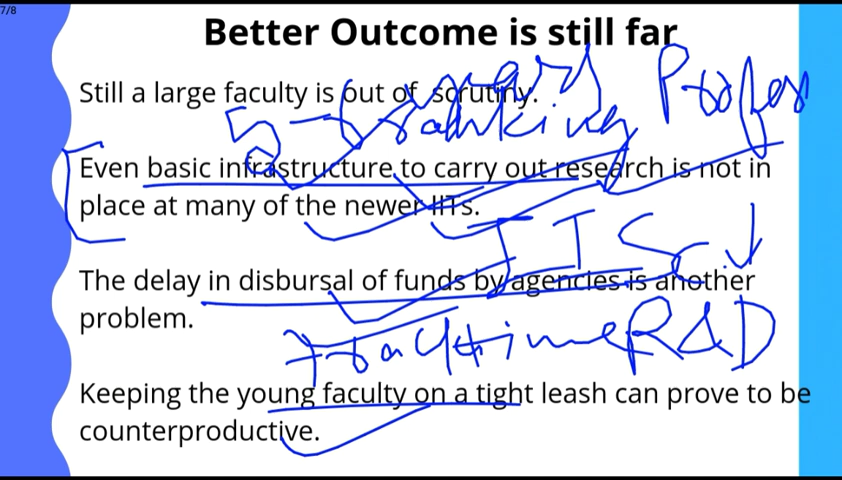 7/8
Better Outcome is still far
Still a large faculty is out of scrutiny.
Even basic infrastructure to carry out research is not in
place at many of the newer IITs.
The delay in disbursal of funds by agencies is another
problem.
R&D
Keeping the young faculty on a tight leash can prove to be
counterproductive.